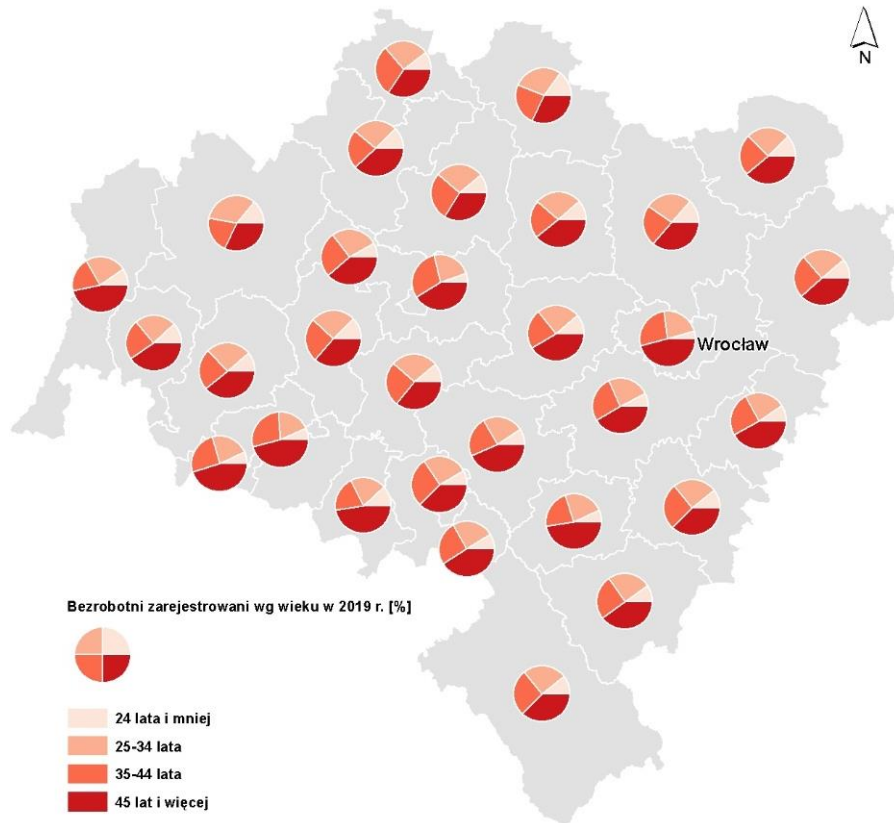 N
Wrocław
Bezrobotni zarejestrowani wg wieku w 2019 r. [%]
24 lata i mniej
25-34 lata
35-44 lata
45 lat i więcej